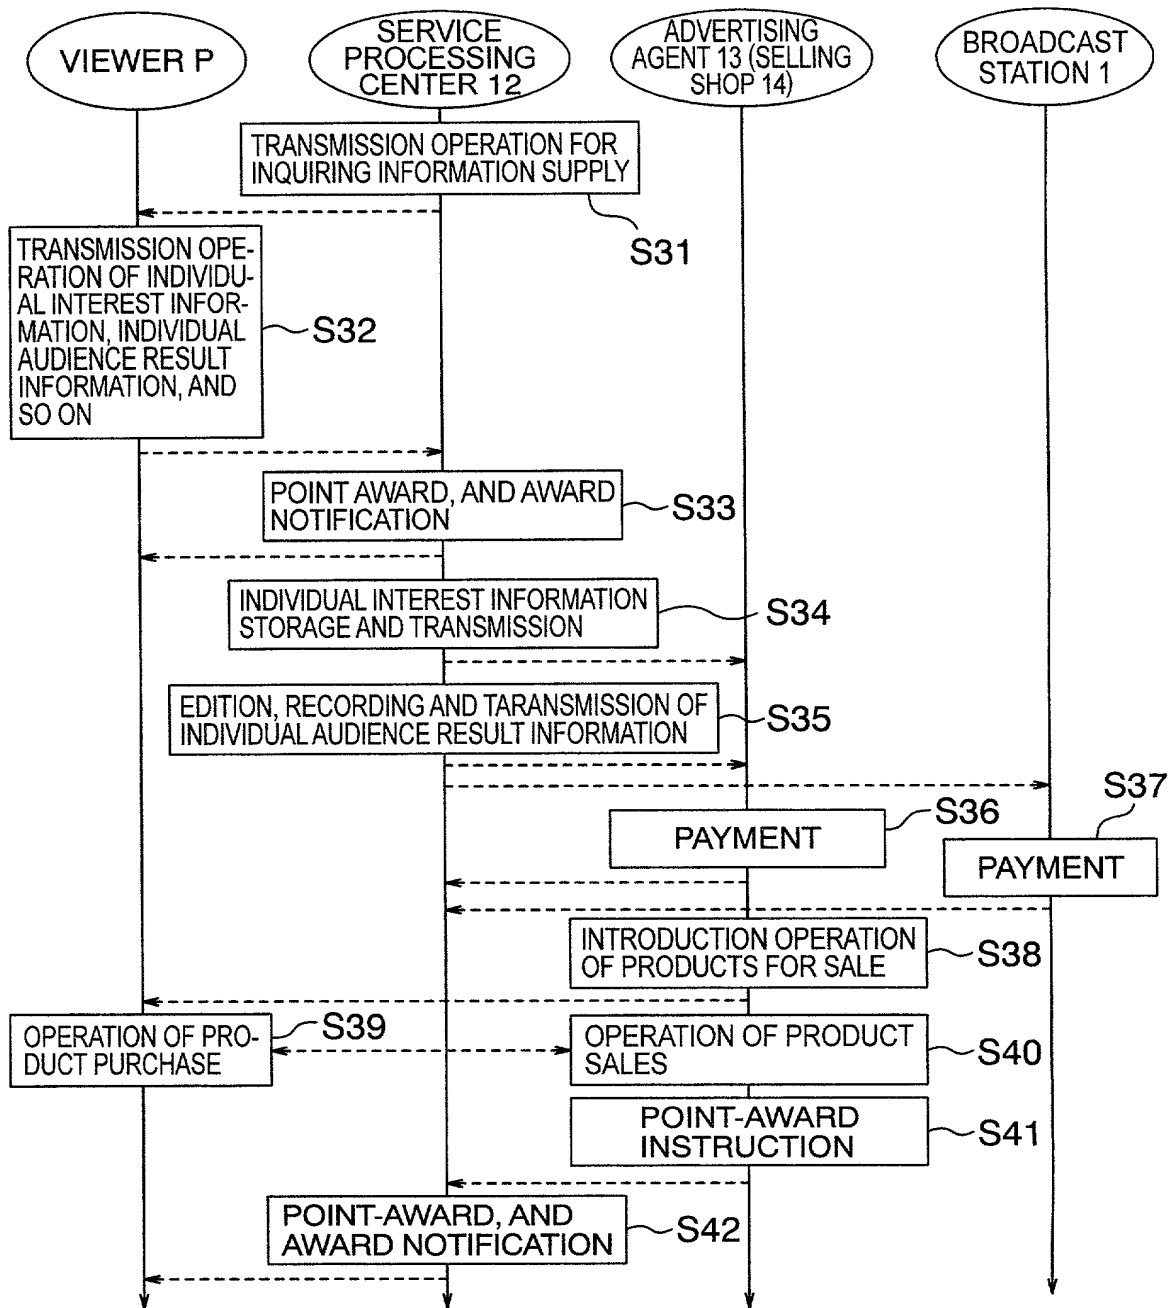 VIEWER P
SERVICE
PROCESSING
CENTER 12
ADVERTISING
AGENT 13 (SELLING
SHOP 14)
BROADCAST
STATION 1
TRANSMISSION OPERATION FOR
INQUIRING INFORMATION SUPPLY
S31
TRANSMISSION OPE-
RATION OF INDIVIDU-
AL INTEREST INFOR-
MATION, INDIVIDUAL
AUDIENCE RESULT
INFORMATION, AND
SO ON
S32
POINT AWARD, AND AWARD
NOTIFICATION
S33
INDIVIDUAL INTEREST INFORMATION
STORAGE AND TRANSMISSION
S34
EDITION, RECORDING AND TARANSMISSION OF
INDIVIDUAL AUDIENCE RESULT INFORMATION
S35
PAYMENT
S36
PAYMENT
S37
INTRODUCTION OPERATION
OF PRODUCTS FOR SALE
S38
OPERATION OF PRO-
DUCT PURCHASE
S39
OPERATION OF PRODUCT
SALES
S40
POINT-AWARD
INSTRUCTION
S41
POINT-AWARD, AND
AWARD NOTIFICATION
S42